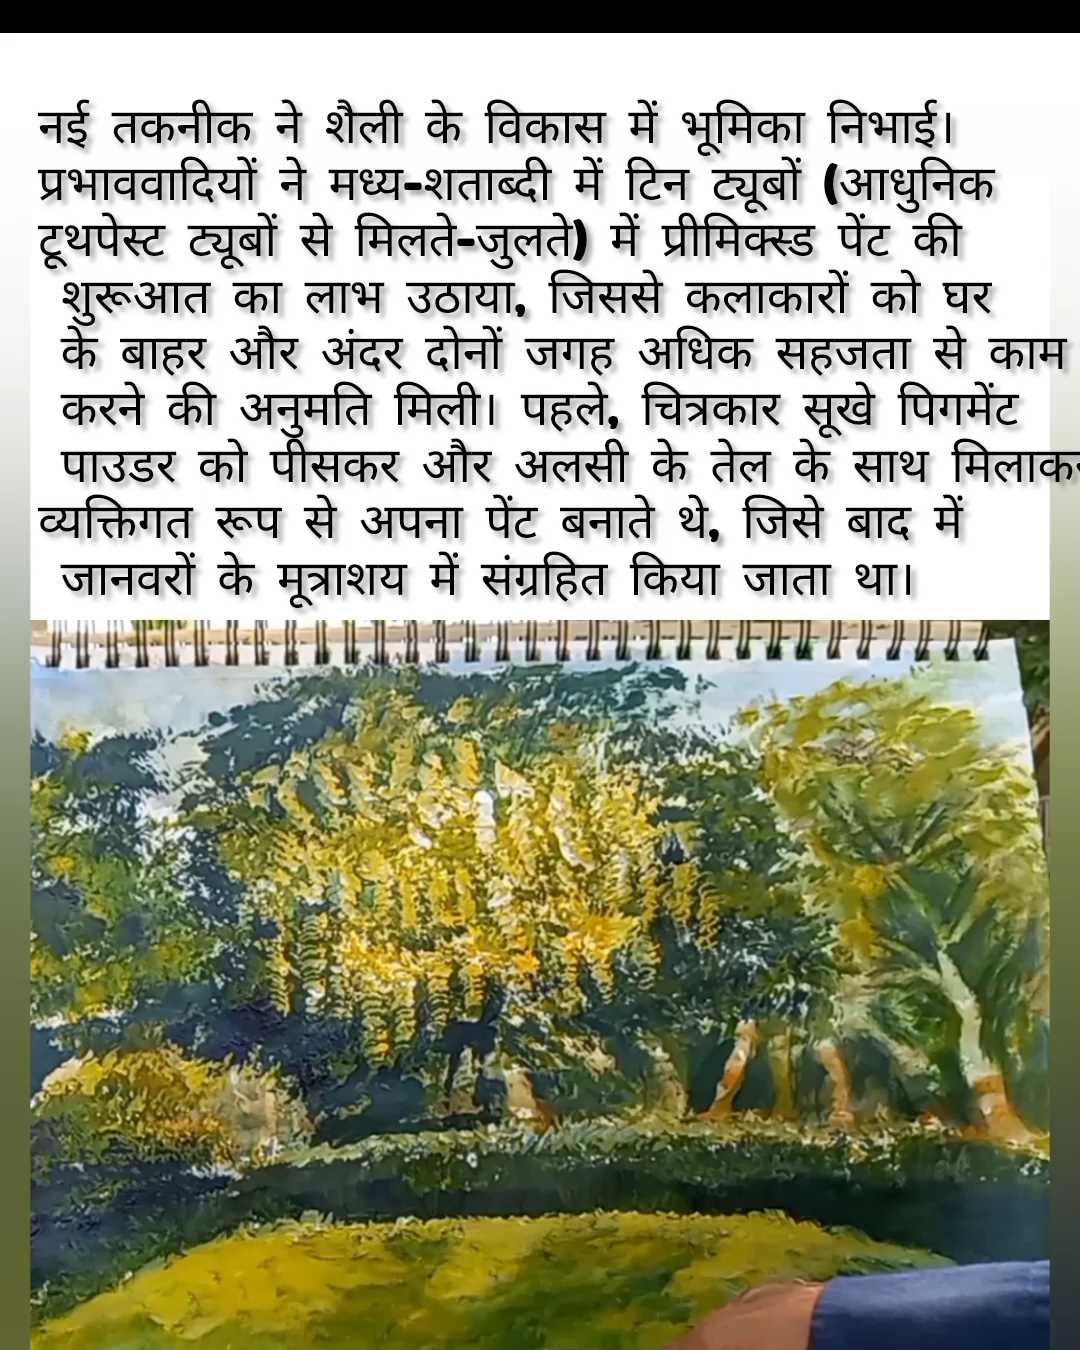 नई तकनीक ने शैली के विकास में भूमिका निभाई।
प्रभाववादियों ने मध्य-शताब्दी में टिन ट्यूबों (आधुनिक
टूथपेस्ट ट्यूबों से मिलते-जुलते) में प्रीमिक्स्ड पेंट की
शुरूआत का लाभ उठाया, जिससे कलाकारों को घर
के बाहर और अंदर दोनों जगह अधिक सहजता से काम
करने की अनुमति मिली। पहले, चित्रकार सूखे पिगमेंट
पाउडर को पीसकर और अलसी के तेल के साथ मिलाकर
व्यक्तिगत रूप से अपना पेंट बनाते थे, जिसे बाद में
जानवरों के मूत्राशय में संग्रहित किया जाता था।